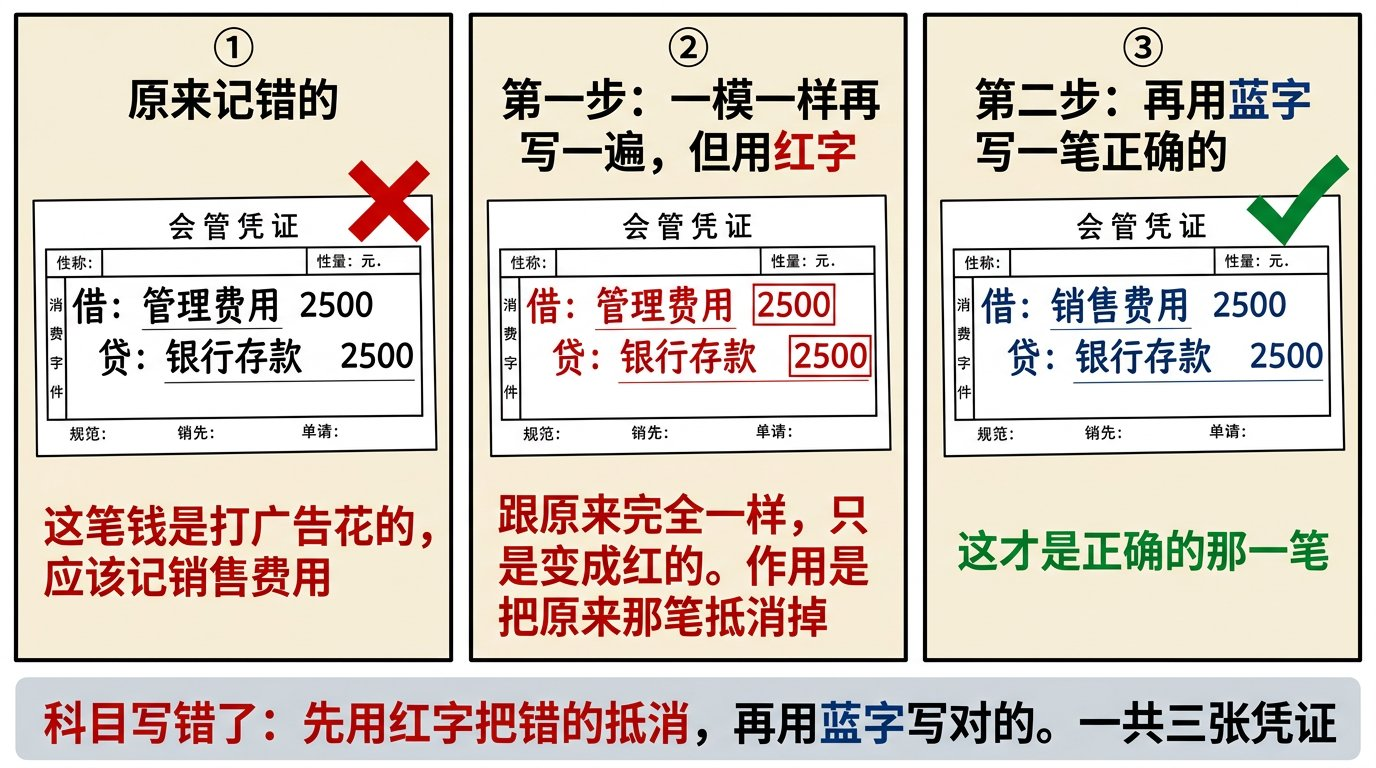 ①
原来记错的
会管凭证
性称：
性量：元.
消费字件
借：管理费用 2500
贷：银行存款 2500
规范： 销先： 单请：
这笔钱是打广告花的，
应该记销售费用
②
第一步：一模一样再
写一遍，但用红字
会管凭证
性称：
性量：元.
消费字件
借：管理费用 2500
贷：银行存款 2500
规范： 销先： 单请：
跟原来完全一样，只
是变成红的。作用是
把原来那笔抵消掉
③
第二步：再用蓝字
写一笔正确的
会管凭证
性称：
性量：元.
消费字件
借：销售费用 2500
贷：银行存款 2500
规范： 销先： 单请：
这才是正确的那一笔
科目写错了：先用红字把错的抵消，再用蓝字写对的。一共三张凭证